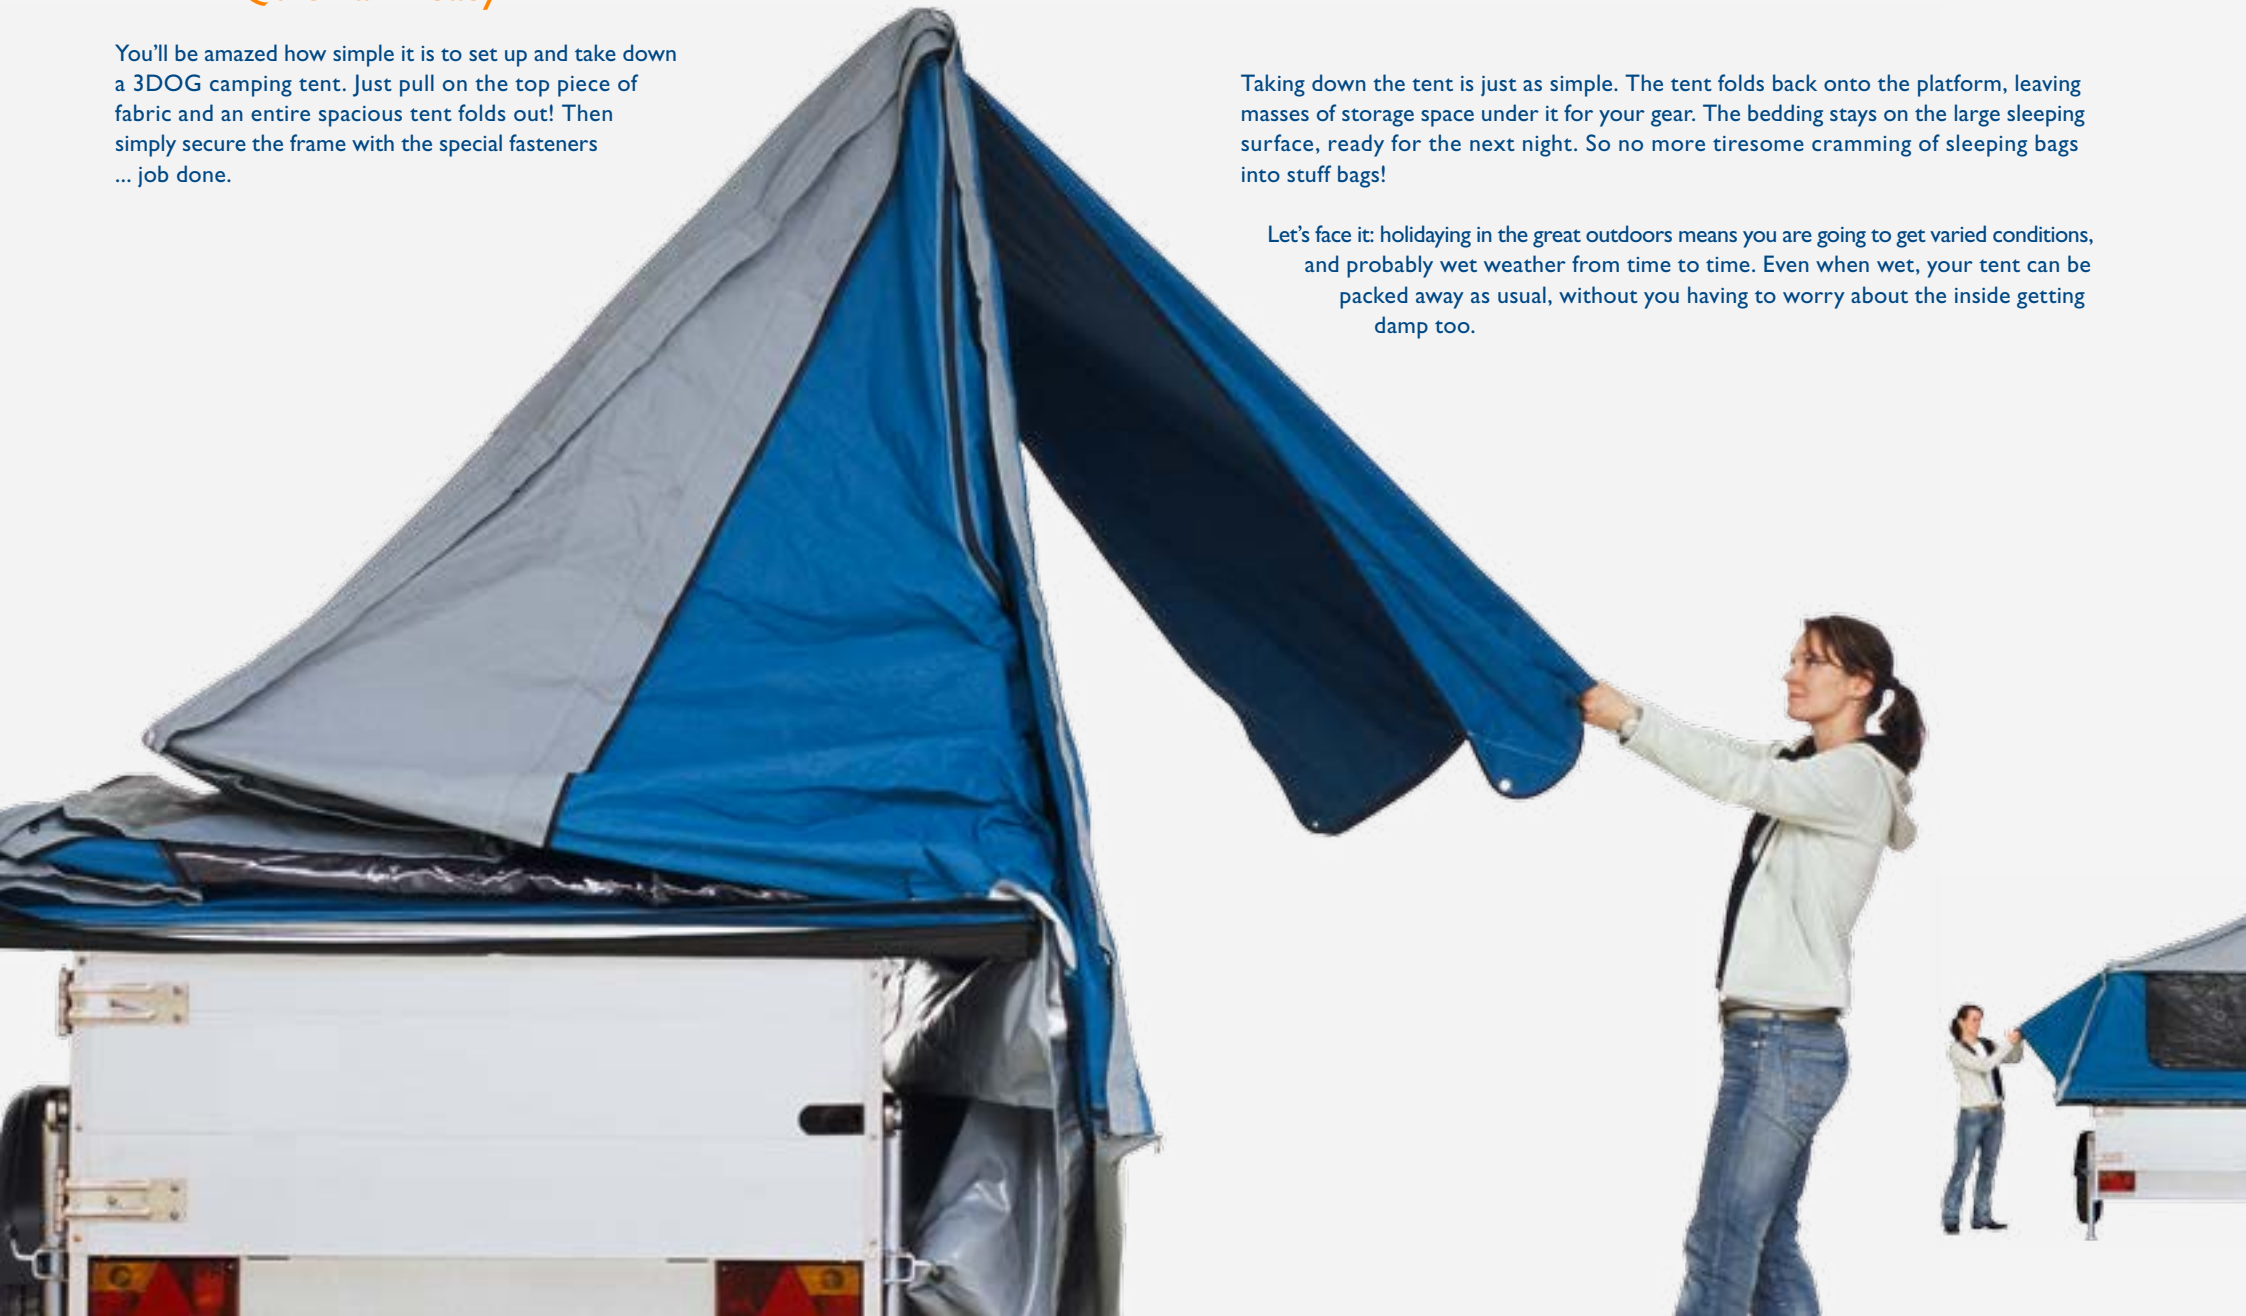 You'll be amazed how simple it is to set up and take down
a 3DOG camping tent. Just pull on the top piece of
fabric and an entire spacious tent folds out! Then
simply secure the frame with the special fasteners
... job done.
Taking down the tent is just as simple. The tent folds back onto the platform, leaving
masses of storage space under it for your gear. The bedding stays on the large sleeping
surface, ready for the next night. So no more tiresome cramming of sleeping bags
into stuff bags!
Let's face it: holidaying in the great outdoors means you are going to get varied conditions,
and probably wet weather from time to time. Even when wet, your tent can be
packed away as usual, without you having to worry about the inside getting
damp too.